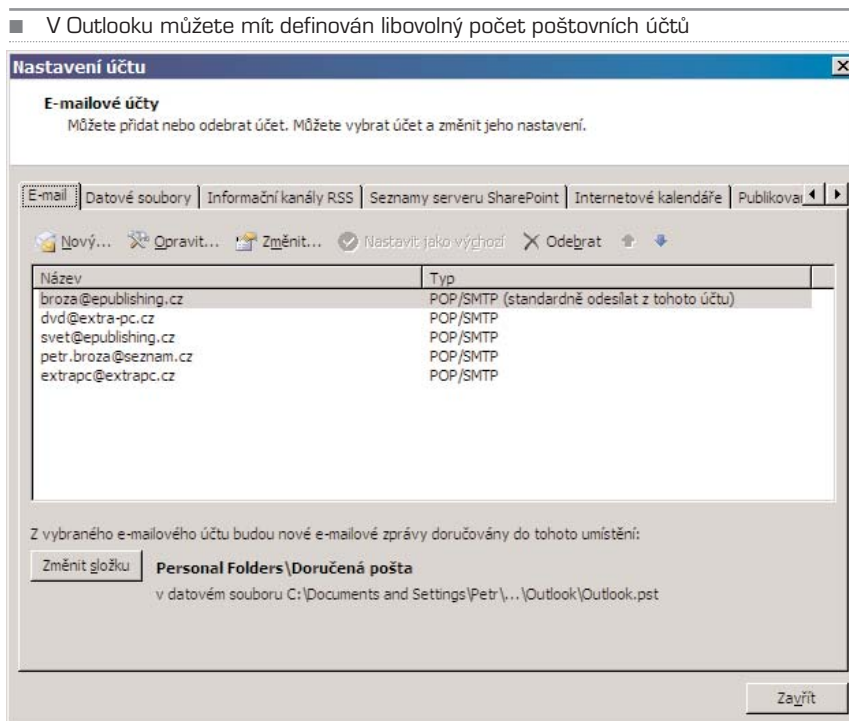 V Outlooku můžete mít definován libovolný počet poštovních účtů
Nastavení účtu
E-mailové účty
Můžete přidat nebo odebrat účet. Můžete vybrat účet a změnit jeho nastavení.
E-mail Datové soubory Informační kanály RSS Seznamy serveru SharePoint Internetové kalendáře Publikovan
Nový... Opravit... Změnit... Nastavit jako výchozí Odebrat
Název Typ
broza@epublishing.cz POP/SMTP (standardně odesílat z tohoto účtu)
dvd@extra-pc.cz POP/SMTP
svet@epublishing.cz POP/SMTP
petr.broza@seznam.cz POP/SMTP
extrapc@extrapc.cz POP/SMTP
Z vybraného e-mailového účtu budou nové e-mailové zprávy doručovány do tohoto umístění:
Změnit složku Personal Folders\Doručená pošta
v datovém souboru C:\Documents and Settings\Petr\...\Outlook\Outlook.pst
Zavřít